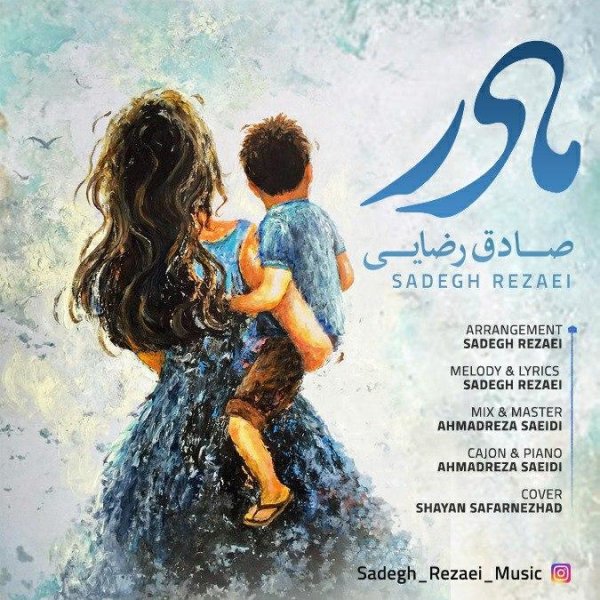 مادر
صادق رضایی
SADEGH REZAEI
ARRANGEMENT
SADEGH REZAEI
MELODY & LYRICS
SADEGH REZAEI
MIX & MASTER
AHMADREZA SAEIDI
CAJON & PIANO
AHMADREZA SAEIDI
COVER
SHAYAN SAFARNEZHAD
Sadegh_Rezaei_Music